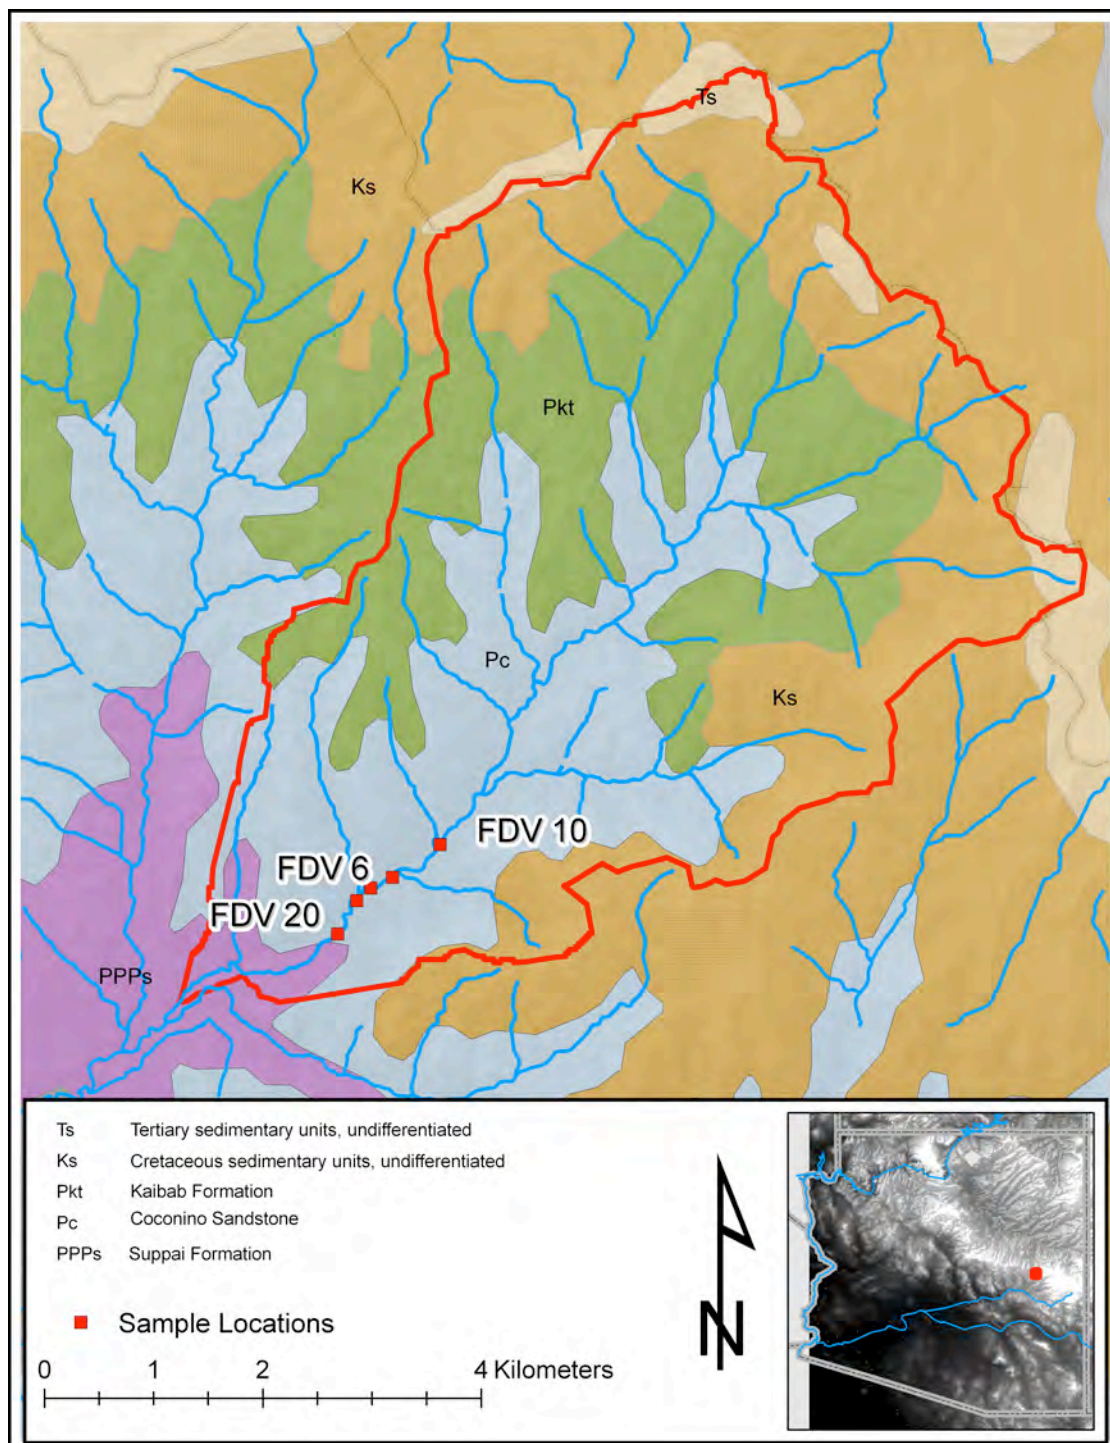 Ts
Ks
Pkt
Pc
Ks
FDV 10
FDV 6
FDV 20
PPPs
Ts Tertiary sedimentary units, undifferentiated
Ks Cretaceous sedimentary units, undifferentiated
Pkt Kaibab Formation
Pc Coconino Sandstone
PPPs Suppai Formation
Sample Locations
0 1 2 4 Kilometers
N